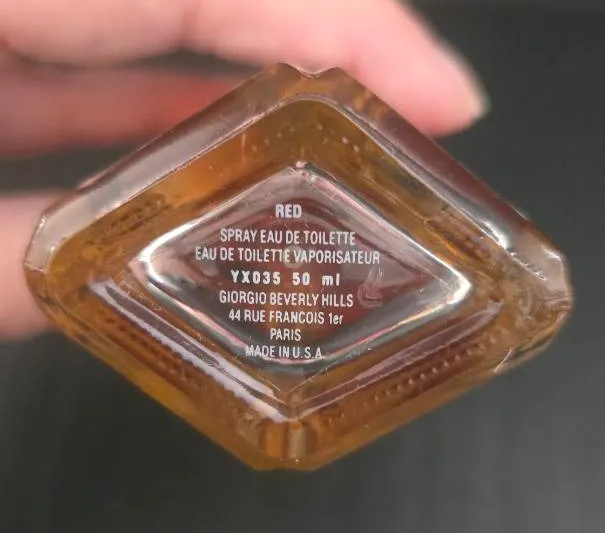 RED
SPRAY EAU DE TOILETTE
EAU DE TOILETTE VAPORISATEUR
YX035 50 ml
GIORGIO BEVERLY HILLS
44 RUE FRANCOIS 1er
PARIS
MADE IN U.S.A.